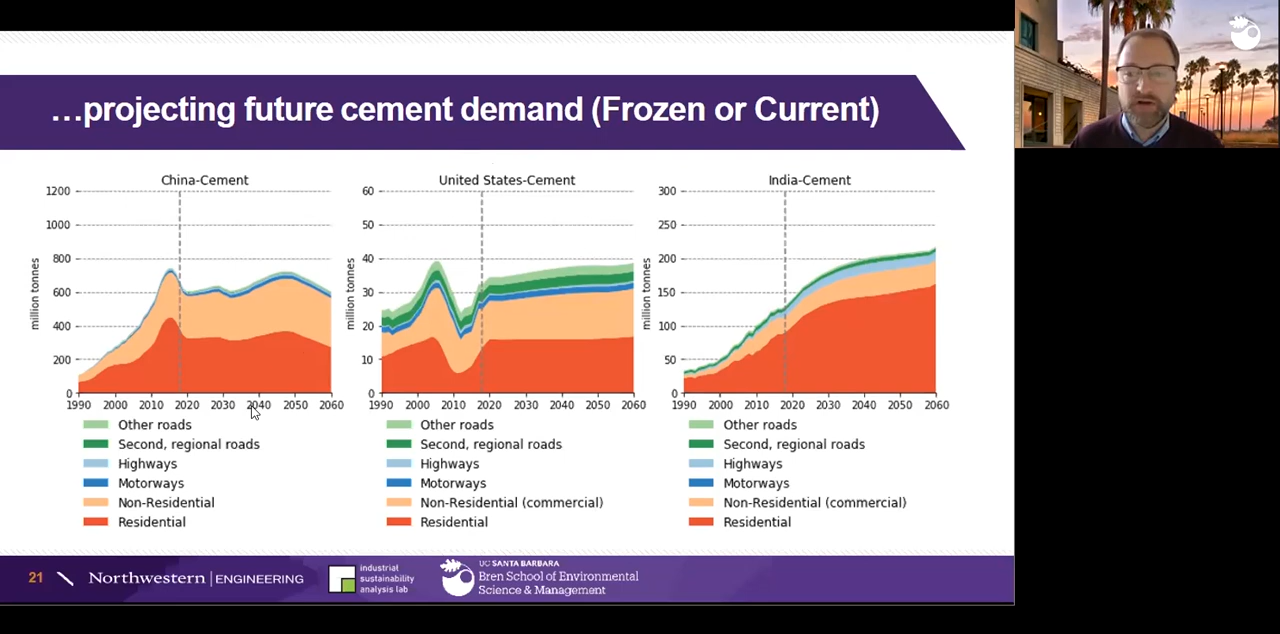 …projecting future cement demand (Frozen or Current)
China-Cement
1200
1000
800
600
400
200
0
million tonnes
1990 2000 2010 2020 2030 2040 2050 2060
Other roads
Second, regional roads
Highways
Motorways
Non-Residential
Residential
United States-Cement
60
50
40
30
20
10
0
million tonnes
1990 2000 2010 2020 2030 2040 2050 2060
Other roads
Second, regional roads
Highways
Motorways
Non-Residential (commercial)
Residential
India-Cement
300
250
200
150
100
50
0
million tonnes
1990 2000 2010 2020 2030 2040 2050 2060
Other roads
Second, regional roads
Highways
Motorways
Non-Residential (commercial)
Residential
21
Northwestern | ENGINEERING
industrial
sustainability
analysis lab
UC SANTA BARBARA
Bren School of Environmental
Science & Management